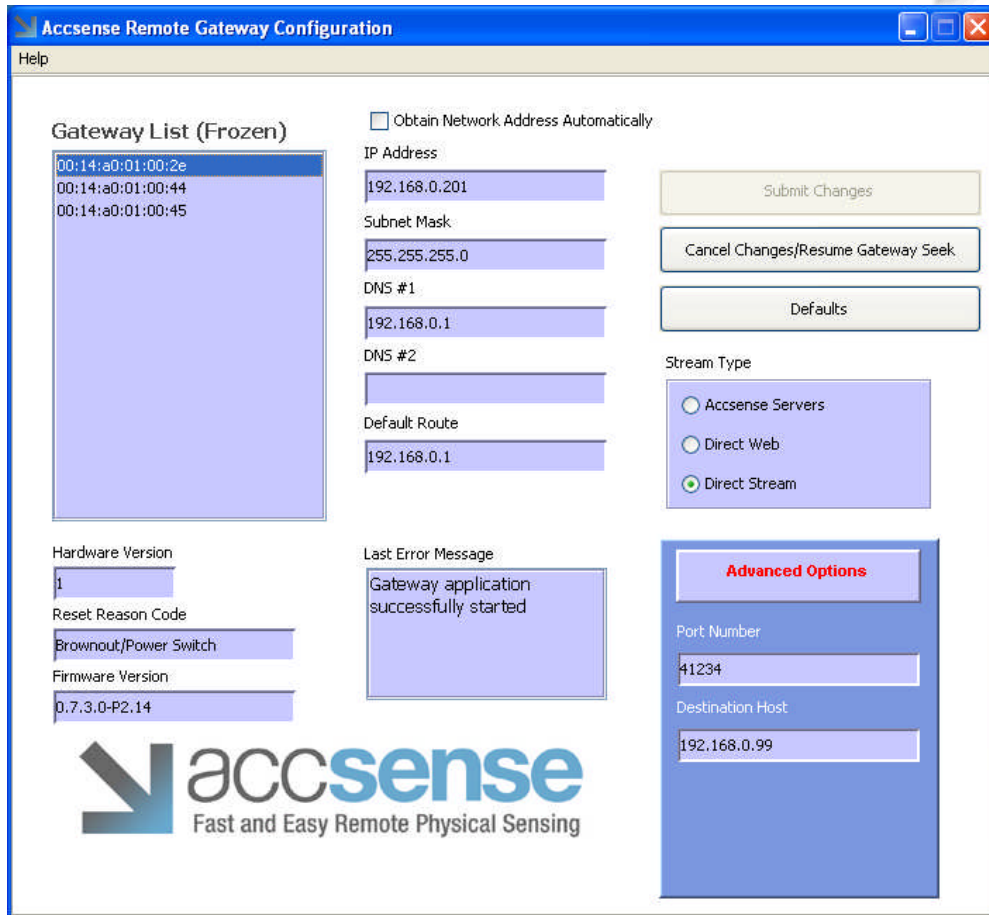 Accsense Remote Gateway Configuration
Help
Gateway List (Frozen)
00:14:a0:01:00:2e
00:14:a0:01:00:44
00:14:a0:01:00:45
Obtain Network Address Automatically
IP Address
192.168.0.201
Subnet Mask
255.255.255.0
DNS #1
192.168.0.1
DNS #2
Default Route
192.168.0.1
Submit Changes
Cancel Changes/Resume Gateway Seek
Defaults
Stream Type
Accsense Servers
Direct Web
Direct Stream
Hardware Version
1
Reset Reason Code
Brownout/Power Switch
Firmware Version
0.7.3.0-P2.14
Last Error Message
Gateway application
successfully started
Advanced Options
Port Number
41234
Destination Host
192.168.0.99
accsense
Fast and Easy Remote Physical Sensing